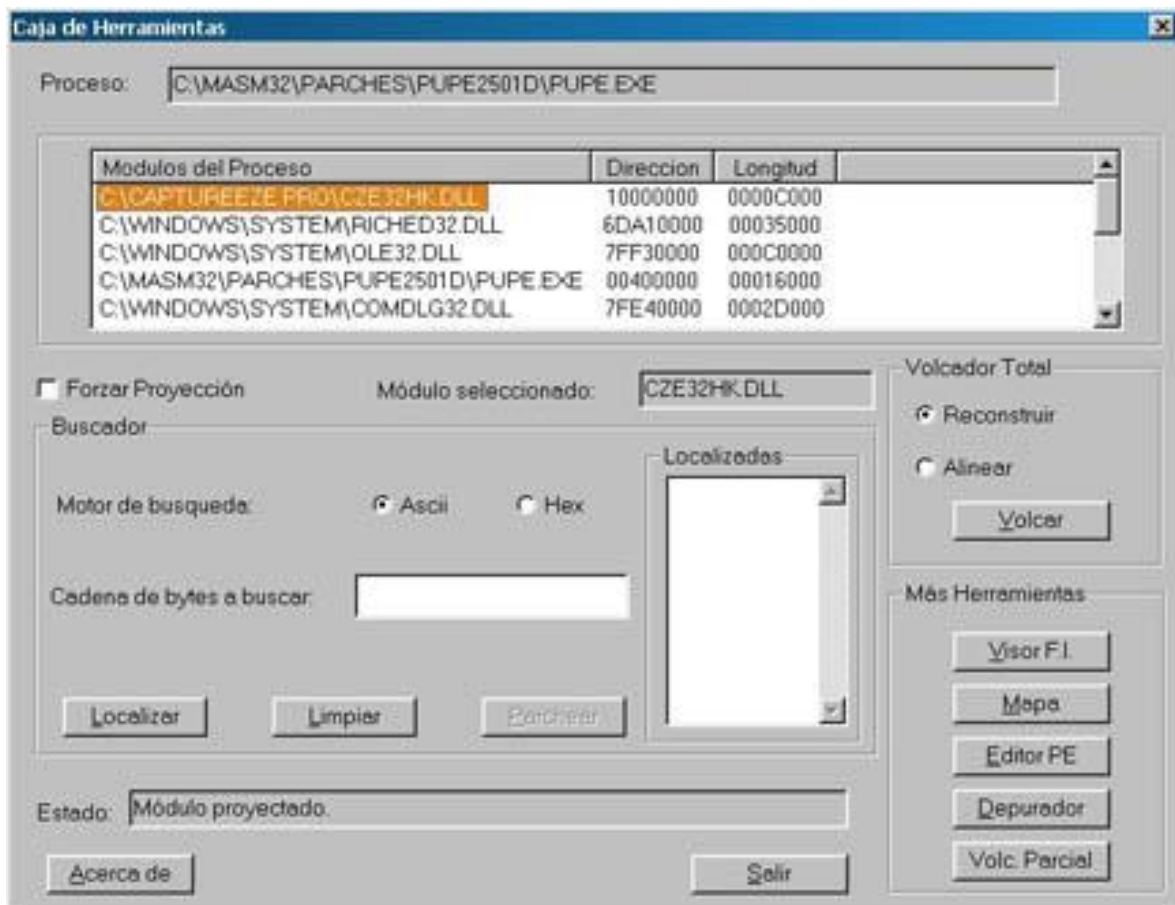 Caja de Herramientas
Proceso: C:\MASM32\PARCHES\PUPE2501D\PUPE.EXE
Modulos del Proceso Direccion Longitud
C:\CAPTUREEZE PRO\CZE32HK.DLL 10000000 0000C000
C:\WINDOWS\SYSTEM\RICHED32.DLL 6DA10000 00035000
C:\WINDOWS\SYSTEM\OLE32.DLL 7FF30000 000C0000
C:\MASM32\PARCHES\PUPE2501D\PUPE.EXE 00400000 00016000
C:\WINDOWS\SYSTEM\COMDLG32.DLL 7FE40000 0002D000
Forzar Proyección Módulo seleccionado: CZE32HK.DLL
Volcador Total
Reconstruir
Alinear
Volcar
Buscador
Localizadas
Motor de busqueda: Ascii Hex
Cadena de bytes a buscar:
Localizar Limpiar Parchear
Más Herramientas
Visor F.I.
Mapa
Editor PE
Depurador
Volc. Parcial
Estado: Módulo proyectado.
Acerca de Salir